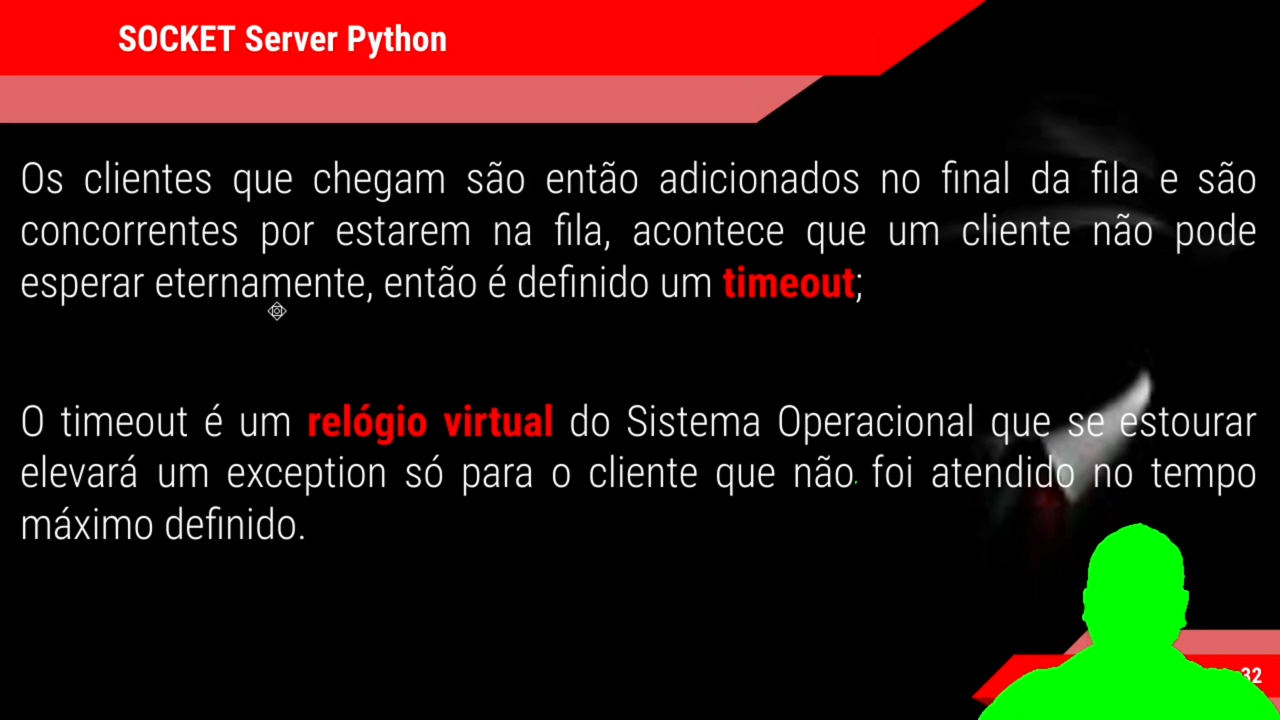 SOCKET Server Python
Os clientes que chegam são então adicionados no final da fila e são
concorrentes por estarem na fila, acontece que um cliente não pode
esperar eternamente, então é definido um timeout;
O timeout é um relógio virtual do Sistema Operacional que se estourar
elevará um exception só para o cliente que não foi atendido no tempo
máximo definido.
32